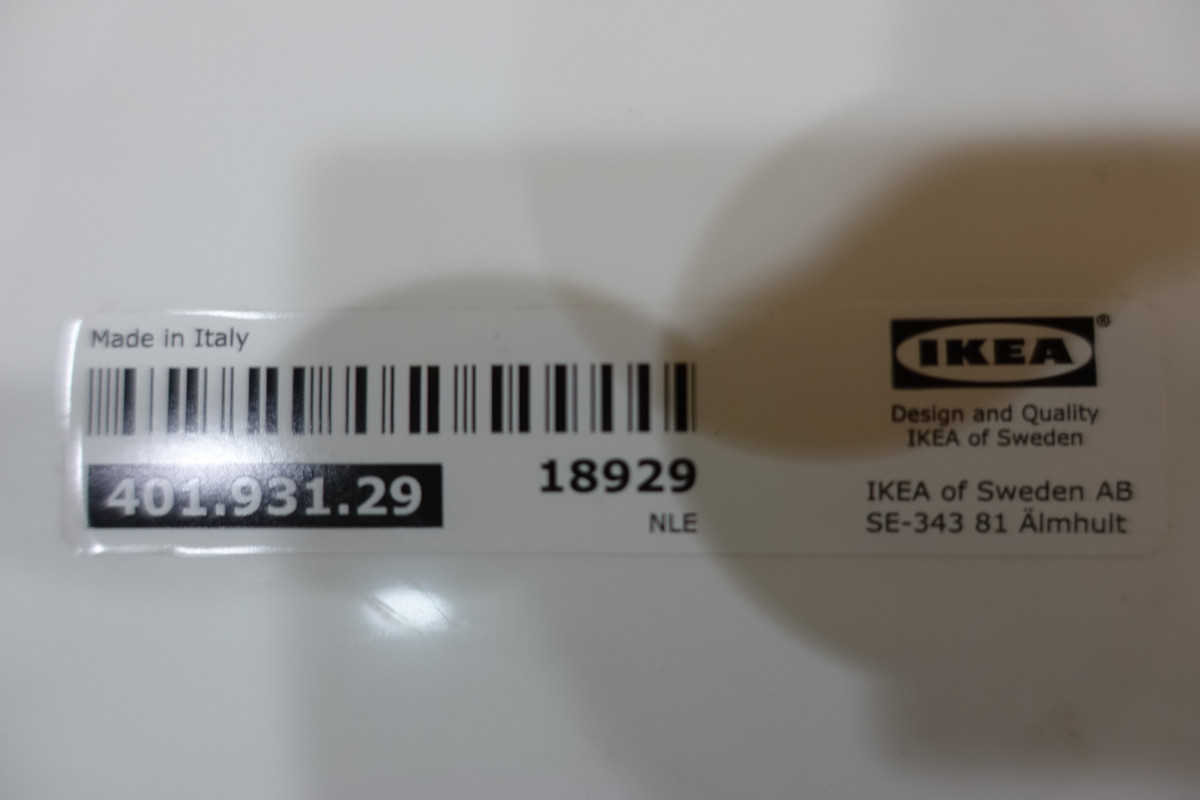 Made in Italy
401.931.29
18929
NLE
IKEA®
Design and Quality
IKEA of Sweden
IKEA of Sweden AB
SE-343 81 Älmhult